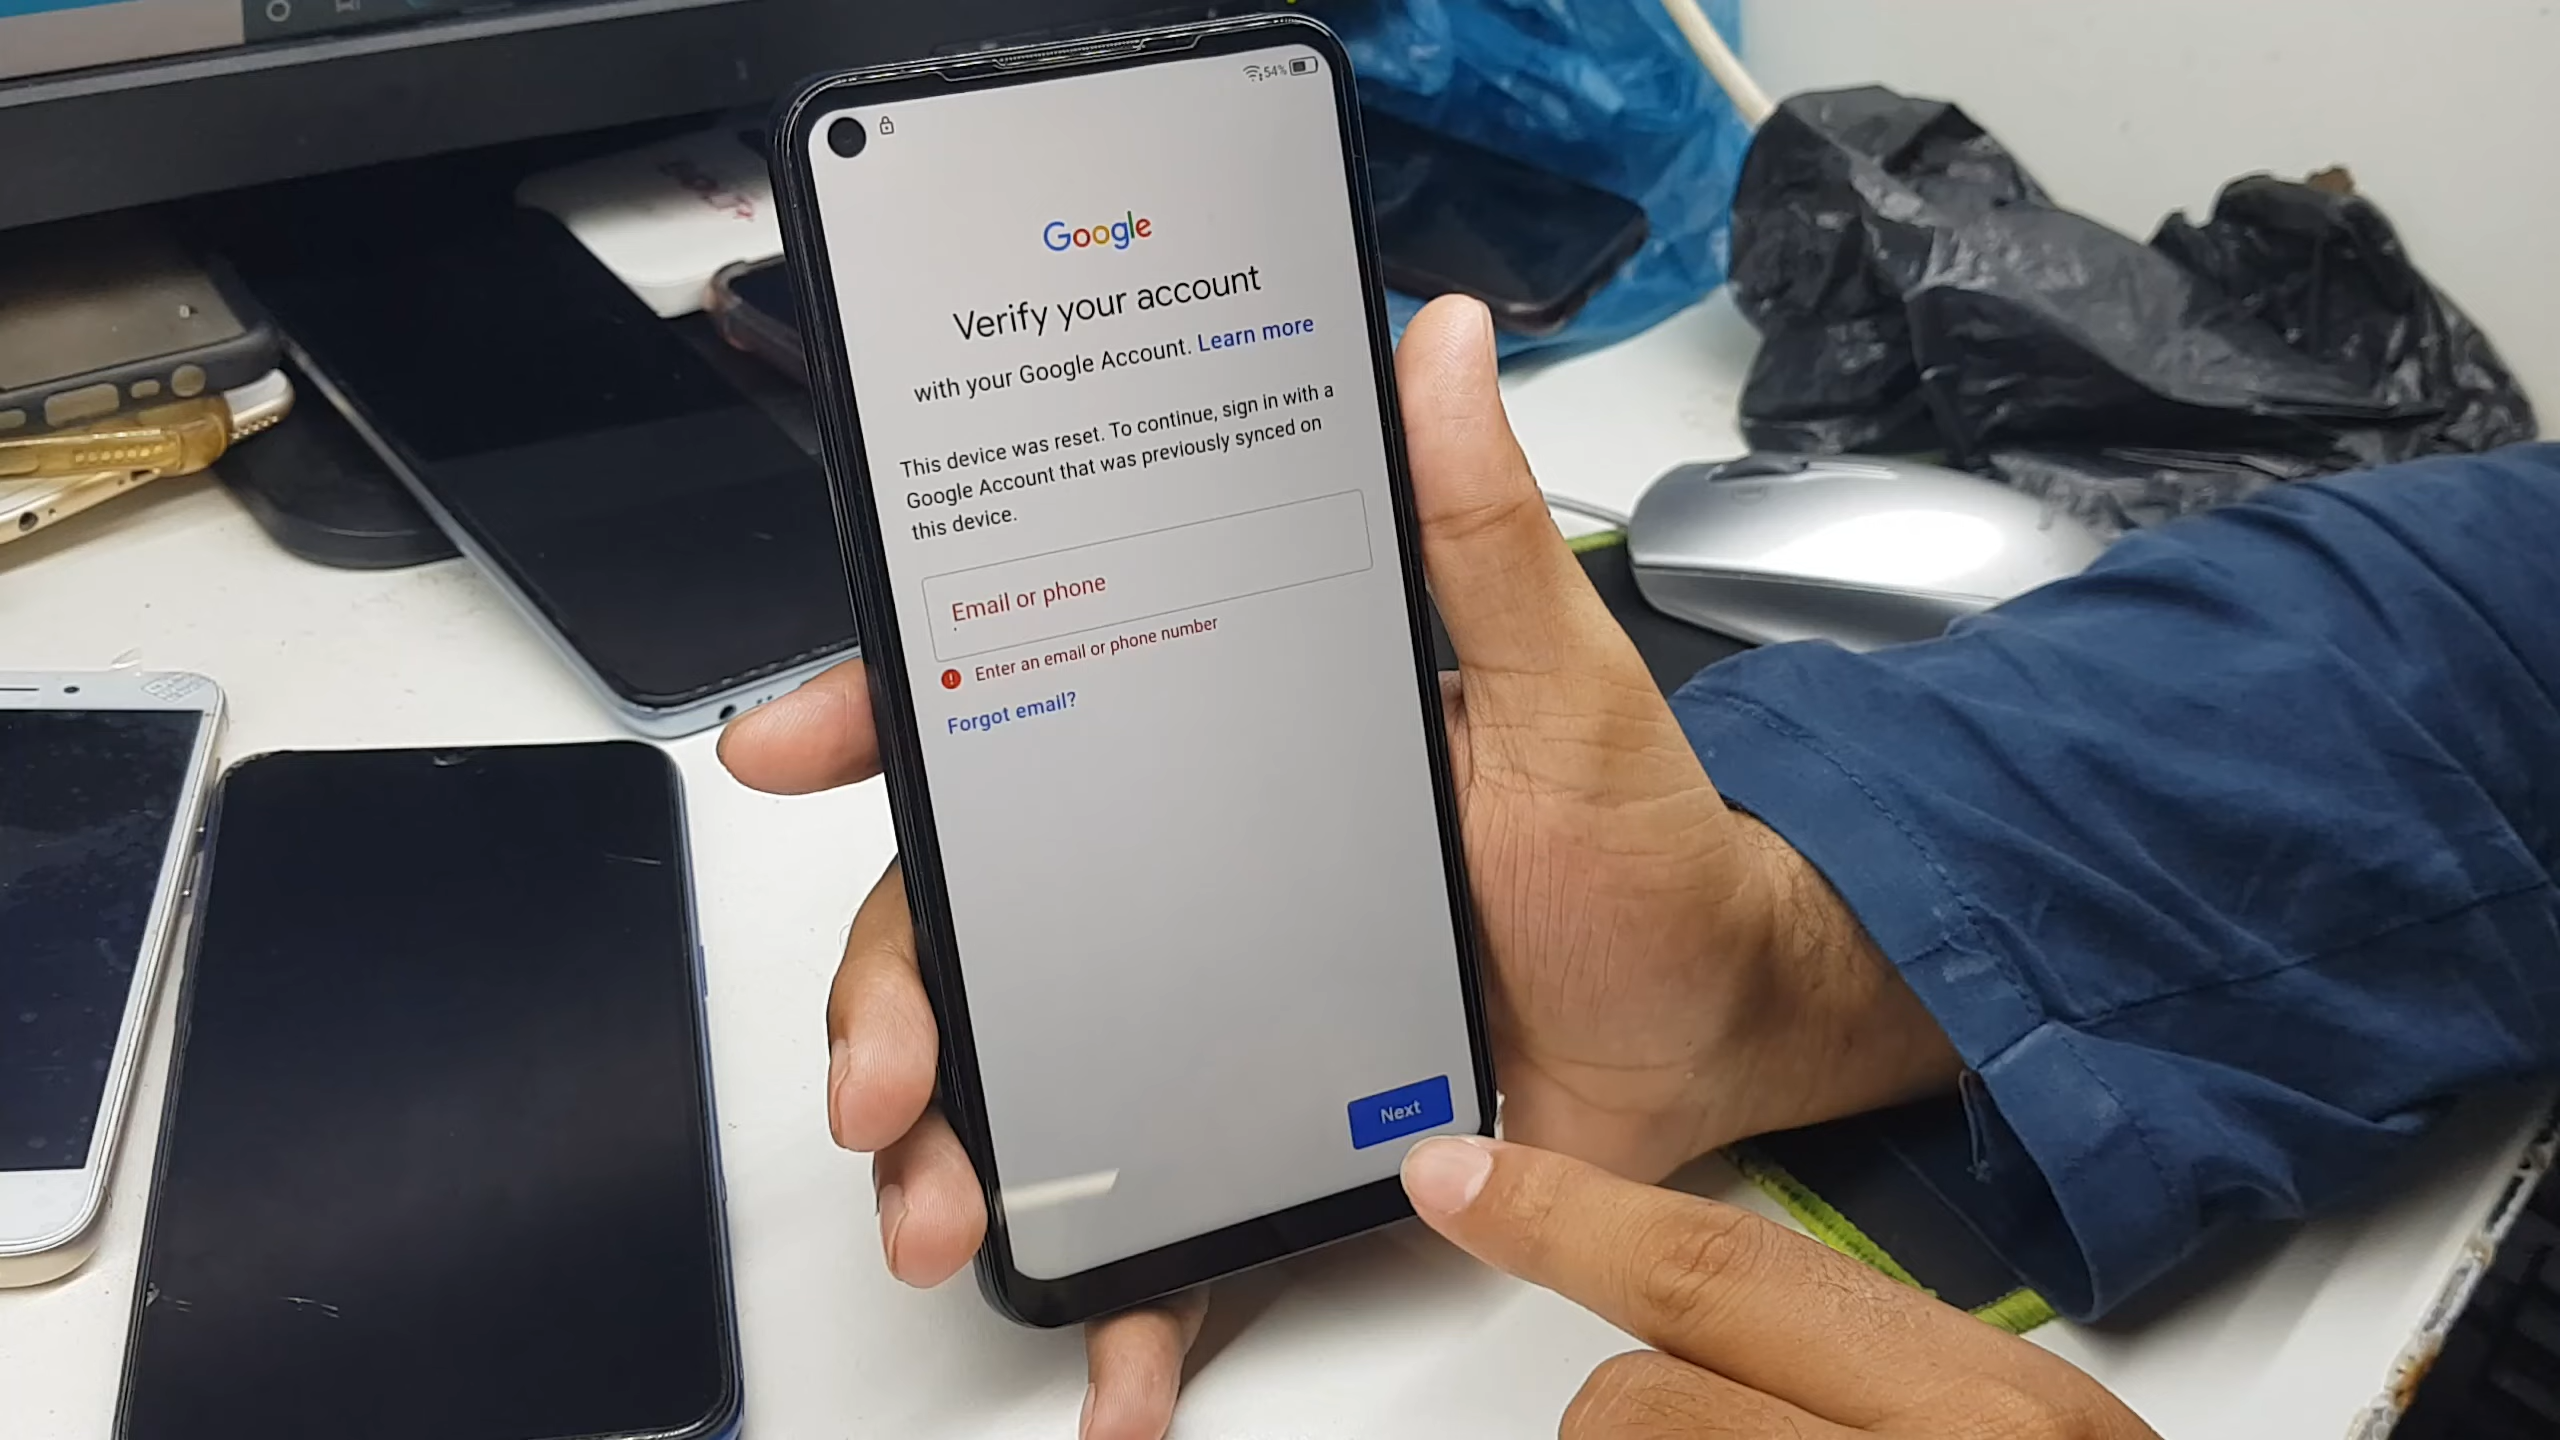 54%
Google
Verify your account
with your Google Account. Learn more
This device was reset. To continue, sign in with a
Google Account that was previously synced on
this device.
Email or phone
Enter an email or phone number
Forgot email?
Next